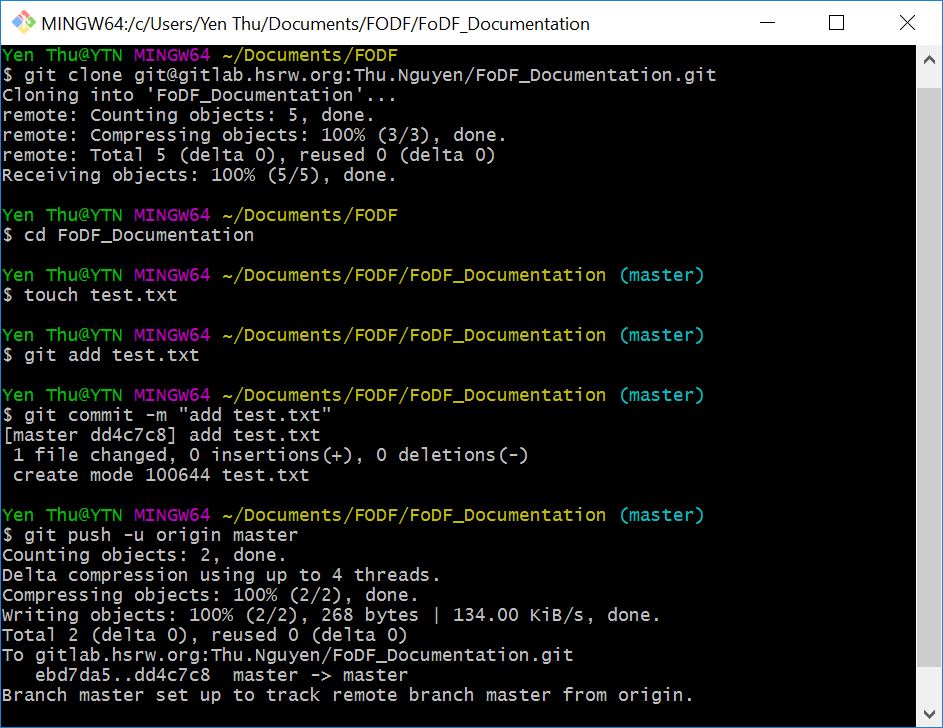 MINGW64:/c/Users/Yen Thu/Documents/FODF/FoDF_Documentation
Yen Thu@YTN MINGW64 ~/Documents/FODF
$ git clone git@gitlab.hsrw.org:Thu.Nguyen/FoDF_Documentation.git
Cloning into 'FoDF_Documentation'...
remote: Counting objects: 5, done.
remote: Compressing objects: 100% (3/3), done.
remote: Total 5 (delta 0), reused 0 (delta 0)
Receiving objects: 100% (5/5), done.
Yen Thu@YTN MINGW64 ~/Documents/FODF
$ cd FoDF_Documentation
Yen Thu@YTN MINGW64 ~/Documents/FODF/FoDF_Documentation (master)
$ touch test.txt
Yen Thu@YTN MINGW64 ~/Documents/FODF/FoDF_Documentation (master)
$ git add test.txt
Yen Thu@YTN MINGW64 ~/Documents/FODF/FoDF_Documentation (master)
$ git commit -m "add test.txt"
[master dd4c7c8] add test.txt
 1 file changed, 0 insertions(+), 0 deletions(-)
 create mode 100644 test.txt
Yen Thu@YTN MINGW64 ~/Documents/FODF/FoDF_Documentation (master)
$ git push -u origin master
Counting objects: 2, done.
Delta compression using up to 4 threads.
Compressing objects: 100% (2/2), done.
Writing objects: 100% (2/2), 268 bytes | 134.00 KiB/s, done.
Total 2 (delta 0), reused 0 (delta 0)
To gitlab.hsrw.org:Thu.Nguyen/FoDF_Documentation.git
   ebd7da5..dd4c7c8  master -> master
Branch master set up to track remote branch master from origin.